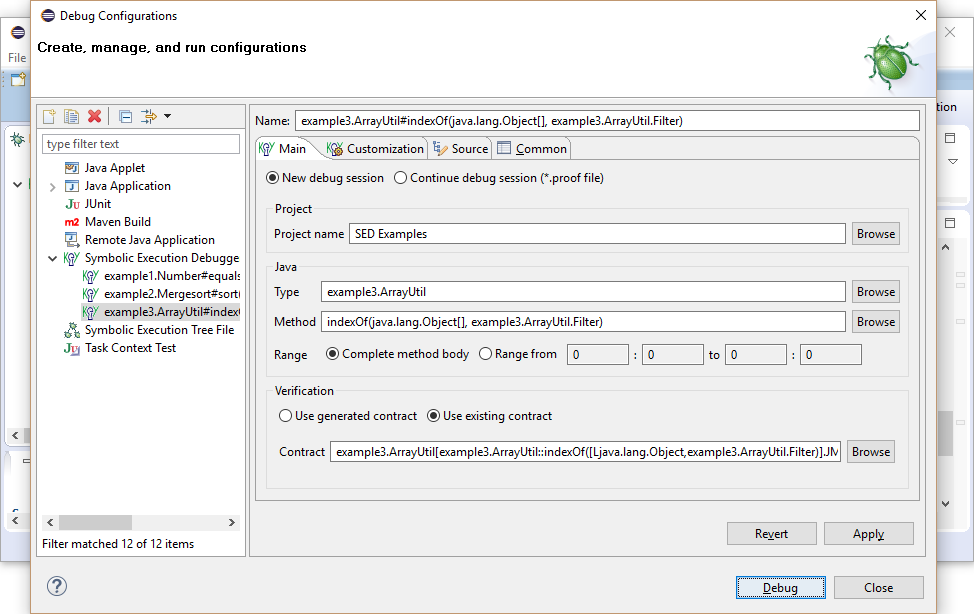 Debug Configurations
File
Create, manage, and run configurations
Name: example3.ArrayUtil#indexOf(java.lang.Object[], example3.ArrayUtil.Filter)
tion
type filter text
Main Customization Source Common
Java Applet
Java Application
JUnit
Maven Build
Remote Java Application
Symbolic Execution Debugge
example1.Number#equals
example2.Mergesort#sort(
example3.ArrayUtil#index
Symbolic Execution Tree File
Task Context Test
Filter matched 12 of 12 items
New debug session Continue debug session (*.proof file)
Project
Project name SED Examples Browse
Java
Type example3.ArrayUtil Browse
Method indexOf(java.lang.Object[], example3.ArrayUtil.Filter) Browse
Range Complete method body Range from 0 : 0 to 0 : 0
Verification
Use generated contract Use existing contract
Contract example3.ArrayUtil[example3.ArrayUtil::indexOf([Ljava.lang.Object,example3.ArrayUtil.Filter)].JM Browse
Revert Apply
Debug Close